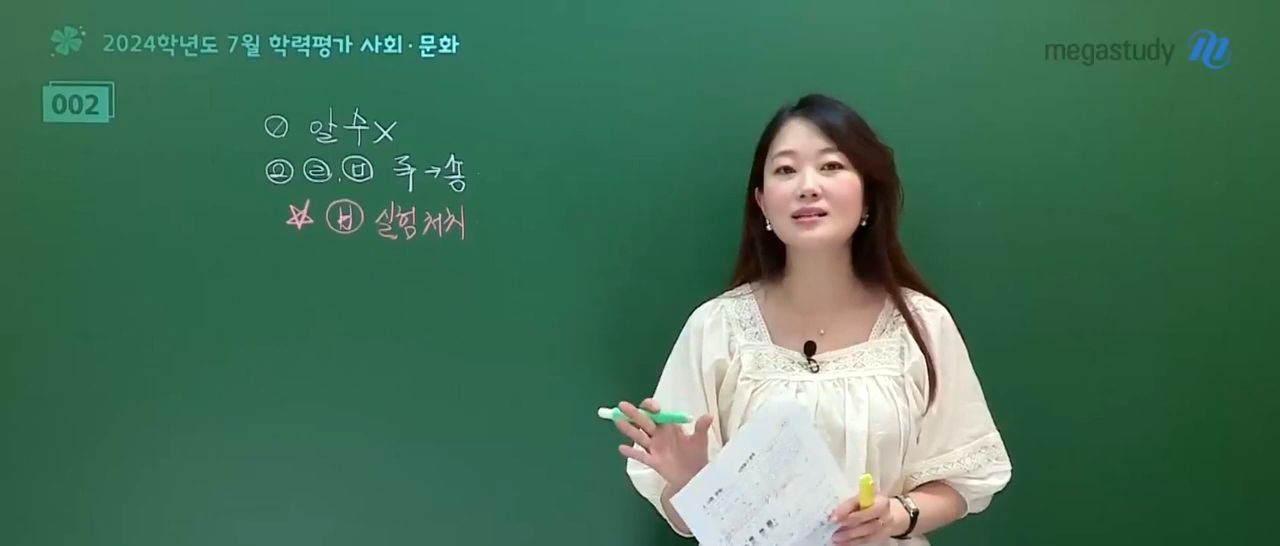 2024학년도 7월 학력평가 사회·문화
megastudy
002
알 수 X
㉤ ㉣, ㉤ 주→종
☆ ㉥ 실험처치